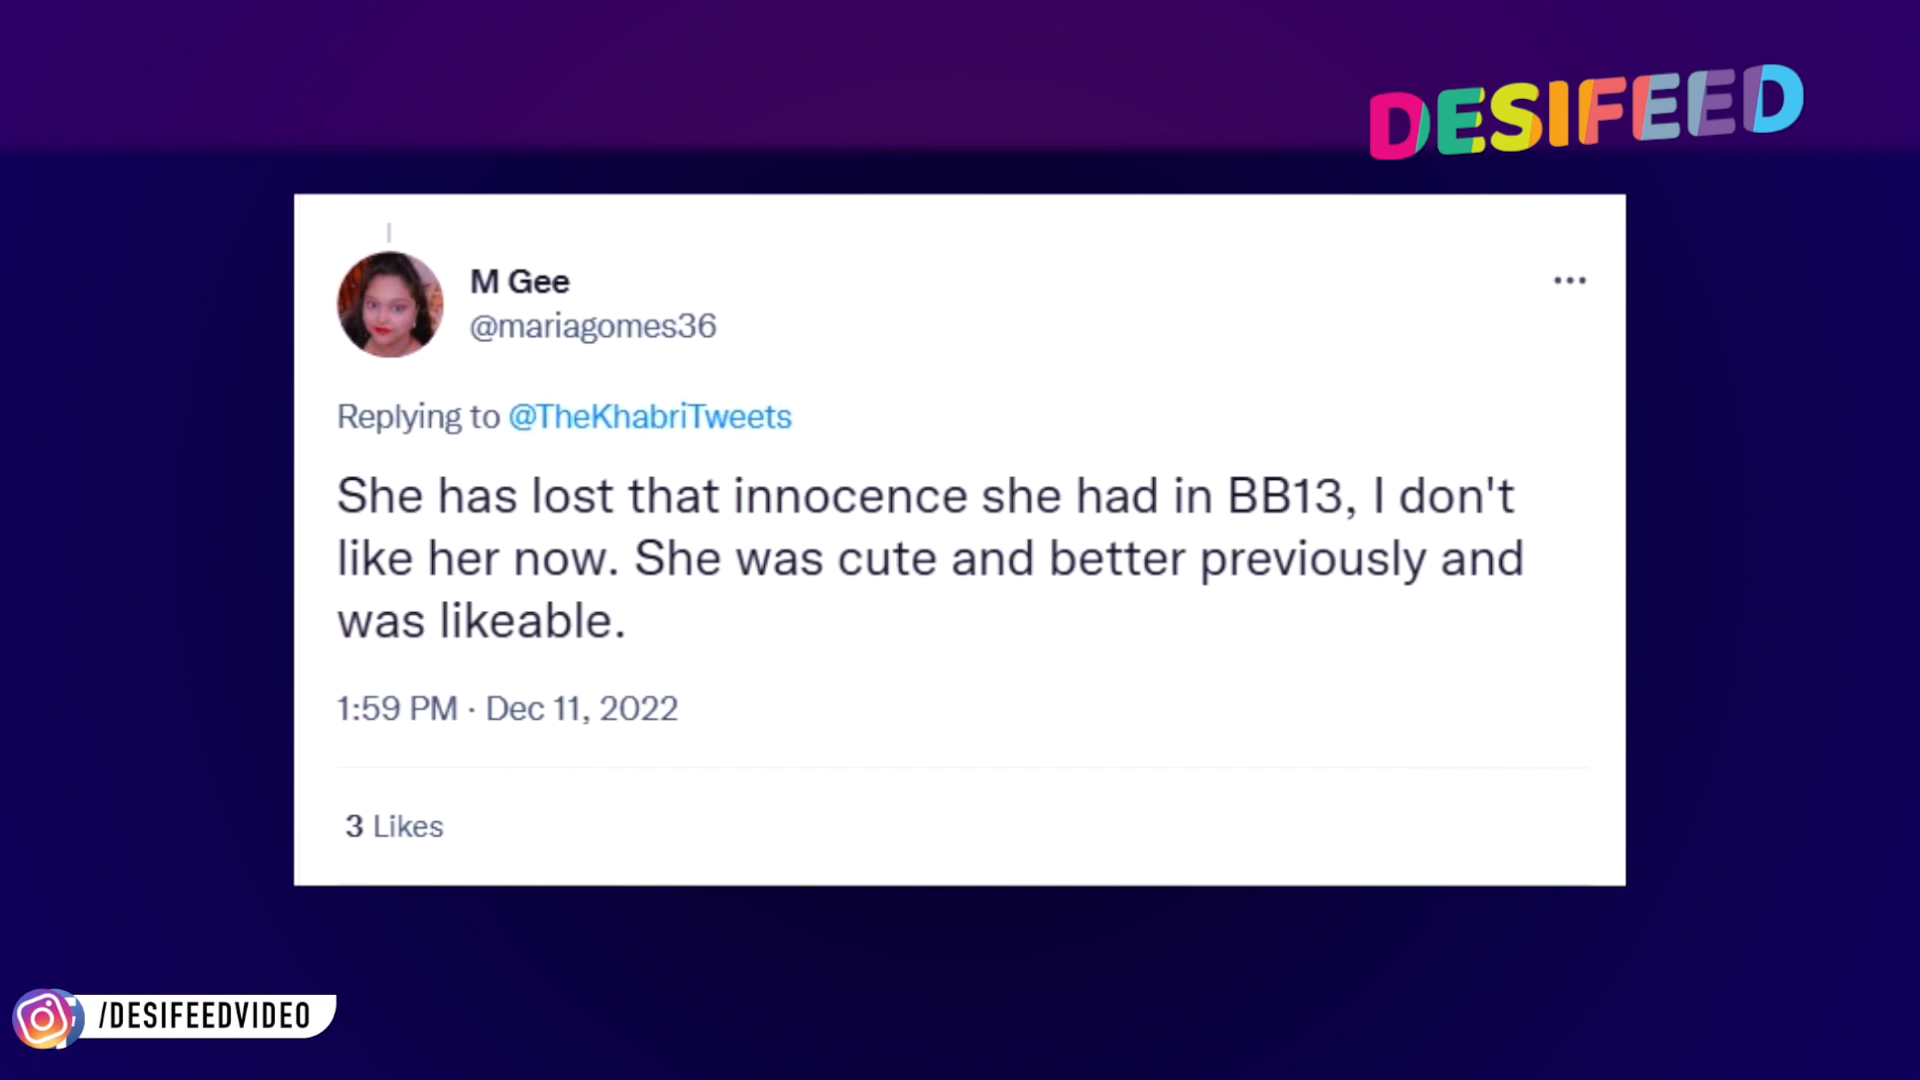 DESIFEED
M Gee
@mariagomes36
Replying to @TheKhabriTweets
She has lost that innocence she had in BB13, I don't
like her now. She was cute and better previously and
was likeable.
1:59 PM · Dec 11, 2022
3 Likes
/DESIFEEDVIDEO